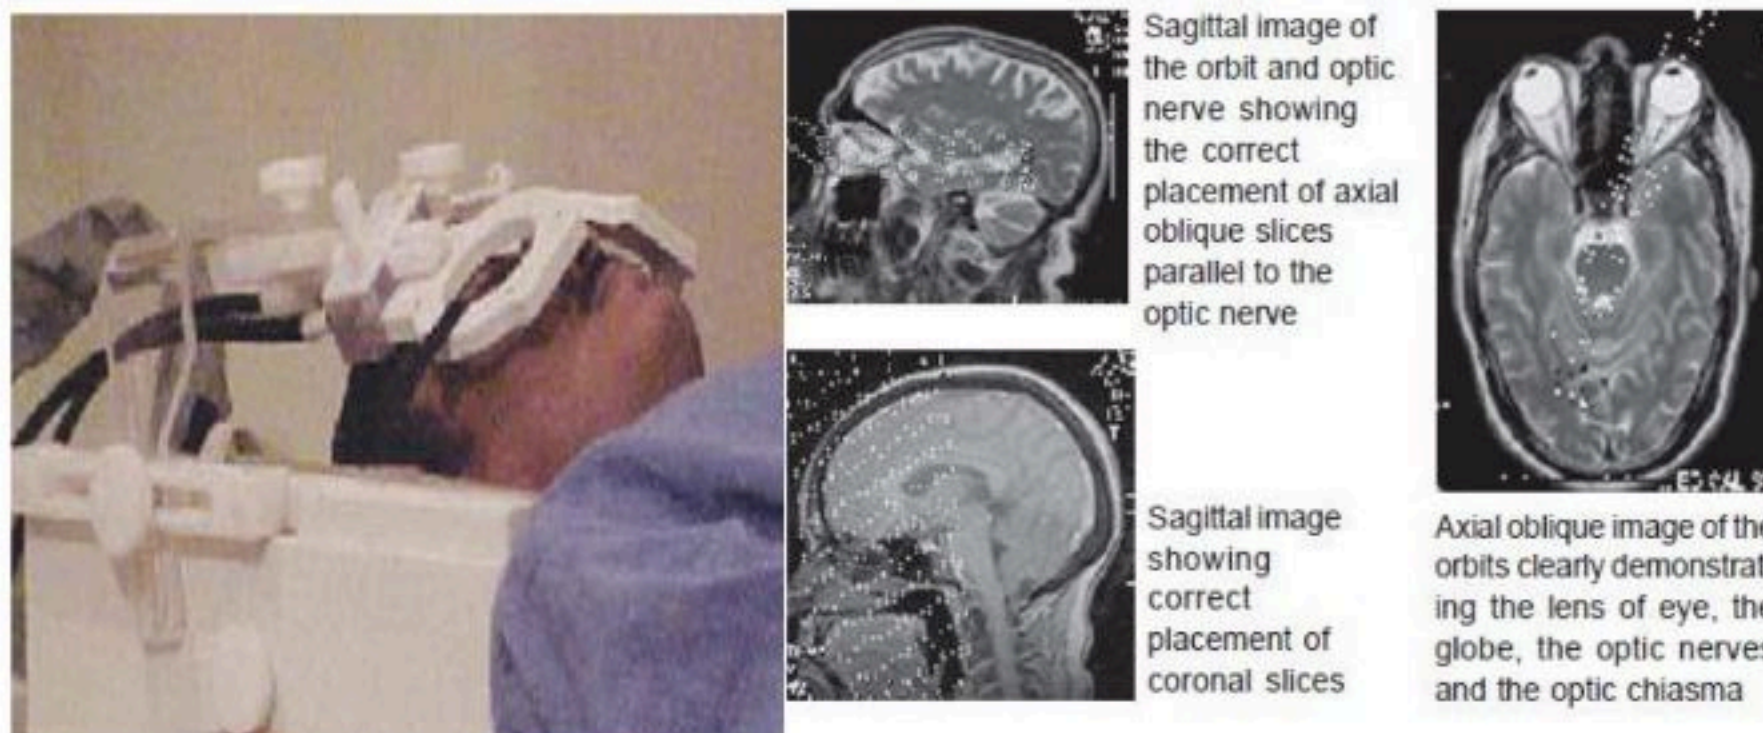 Sagittal image of
the orbit and optic
nerve showing
the correct
placement of axial
oblique slices
parallel to the
optic nerve
Sagittal image
showing
correct
placement of
coronal slices
Axial oblique image of the
orbits clearly demonstrat
ing the lens of eye, the
globe, the optic nerves
and the optic chiasma